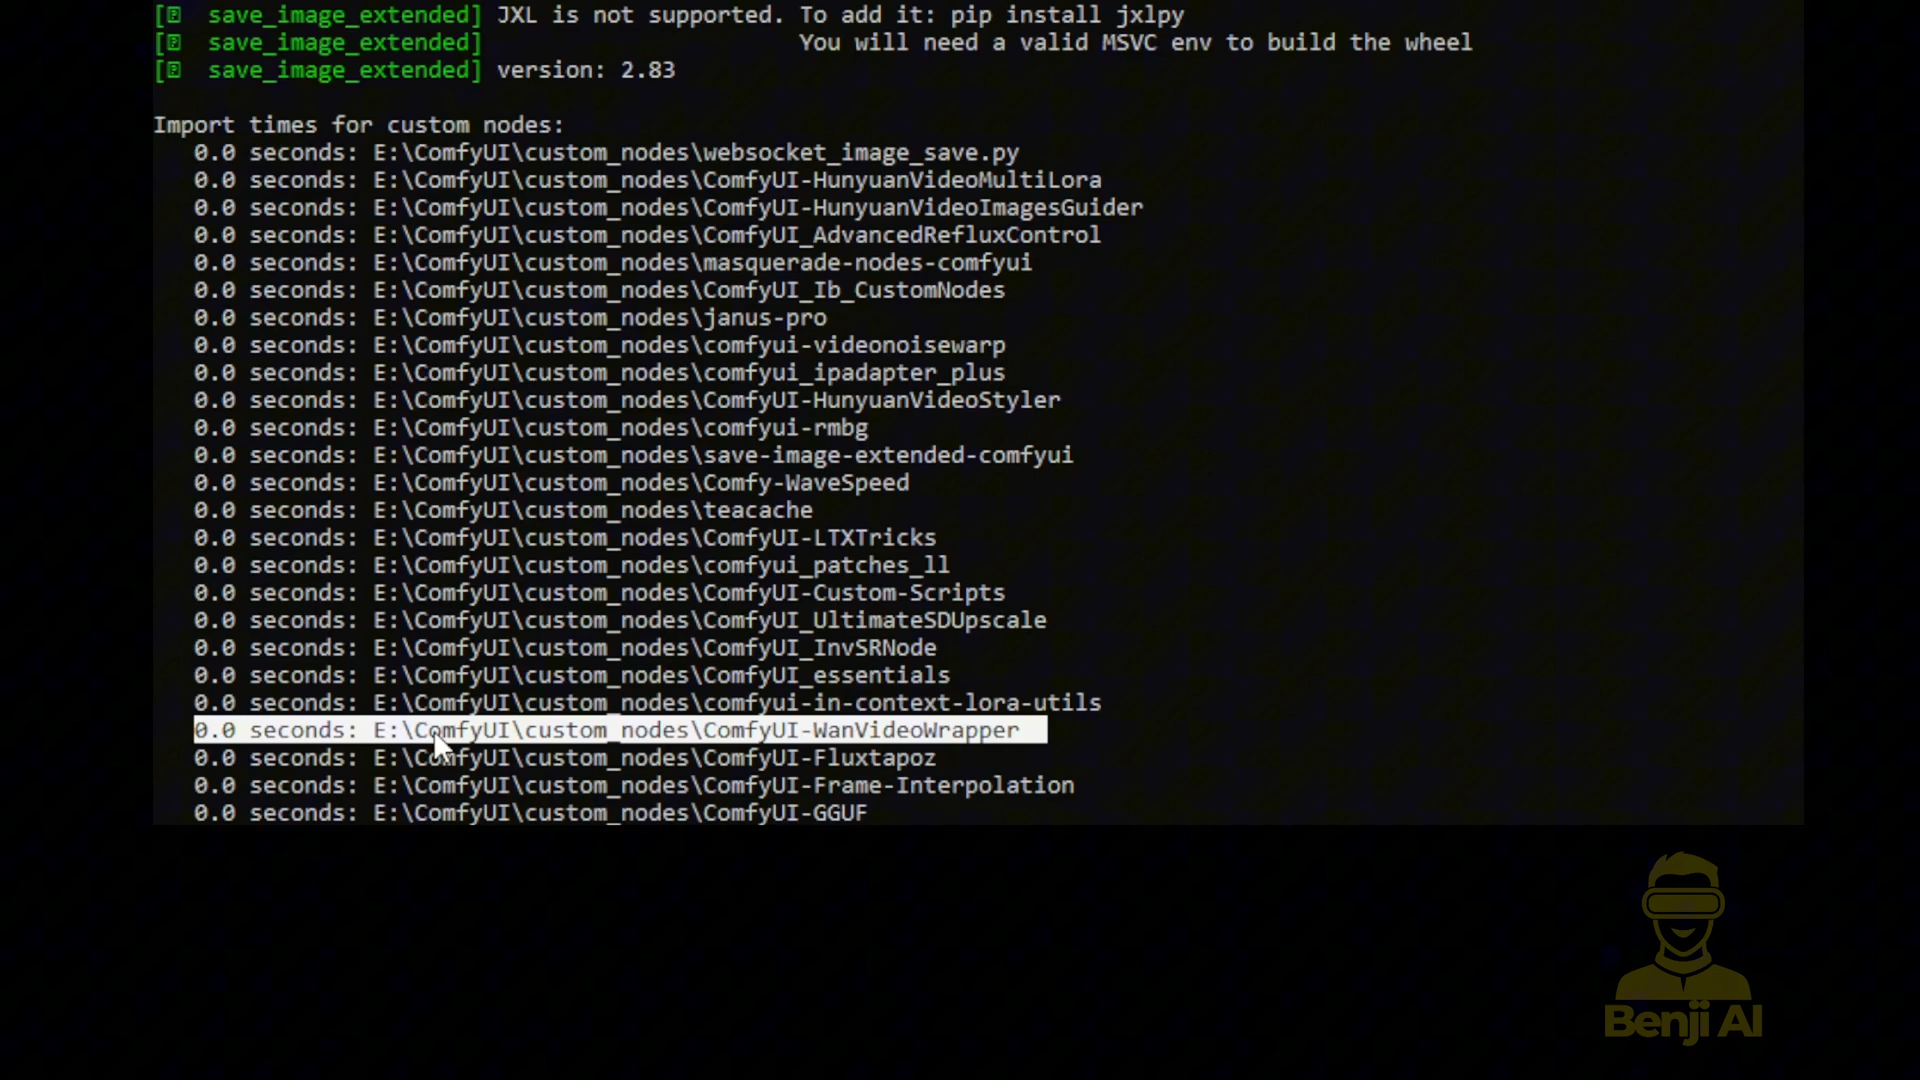 [🯄 save_image_extended] JXL is not supported. To add it: pip install jxlpy
[🯄 save_image_extended] You will need a valid MSVC env to build the wheel
[🯄 save_image_extended] version: 2.83
Import times for custom nodes:
0.0 seconds: E:\ComfyUI\custom_nodes\websocket_image_save.py
0.0 seconds: E:\ComfyUI\custom_nodes\ComfyUI-HunyuanVideoMultiLora
0.0 seconds: E:\ComfyUI\custom_nodes\ComfyUI-HunyuanVideoImagesGuider
0.0 seconds: E:\ComfyUI\custom_nodes\ComfyUI_AdvancedRefluxControl
0.0 seconds: E:\ComfyUI\custom_nodes\masquerade-nodes-comfyui
0.0 seconds: E:\ComfyUI\custom_nodes\ComfyUI_Ib_CustomNodes
0.0 seconds: E:\ComfyUI\custom_nodes\janus-pro
0.0 seconds: E:\ComfyUI\custom_nodes\comfyui-videonoisewarp
0.0 seconds: E:\ComfyUI\custom_nodes\comfyui_ipadapter_plus
0.0 seconds: E:\ComfyUI\custom_nodes\ComfyUI-HunyuanVideoStyler
0.0 seconds: E:\ComfyUI\custom_nodes\comfyui-rmbg
0.0 seconds: E:\ComfyUI\custom_nodes\save-image-extended-comfyui
0.0 seconds: E:\ComfyUI\custom_nodes\Comfy-WaveSpeed
0.0 seconds: E:\ComfyUI\custom_nodes\teacache
0.0 seconds: E:\ComfyUI\custom_nodes\ComfyUI-LTXTricks
0.0 seconds: E:\ComfyUI\custom_nodes\comfyui_patches_ll
0.0 seconds: E:\ComfyUI\custom_nodes\ComfyUI-Custom-Scripts
0.0 seconds: E:\ComfyUI\custom_nodes\ComfyUI_UltimateSDUpscale
0.0 seconds: E:\ComfyUI\custom_nodes\ComfyUI_InvSRNode
0.0 seconds: E:\ComfyUI\custom_nodes\ComfyUI_essentials
0.0 seconds: E:\ComfyUI\custom_nodes\comfyui-in-context-lora-utils
0.0 seconds: E:\ComfyUI\custom_nodes\ComfyUI-WanVideoWrapper
0.0 seconds: E:\ComfyUI\custom_nodes\ComfyUI-Fluxtapoz
0.0 seconds: E:\ComfyUI\custom_nodes\ComfyUI-Frame-Interpolation
0.0 seconds: E:\ComfyUI\custom_nodes\ComfyUI-GGUF
Benji AI